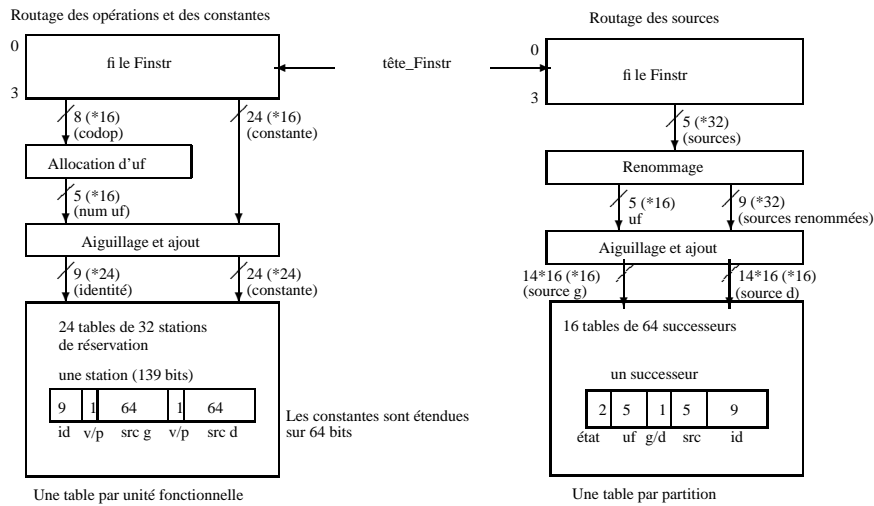 Routage des opérations et des constantes
0
file Finstr
3
8 (*16)
(codop)
24 (*16)
(constante)
Allocation d'uf
5 (*16)
(num uf)
Aiguillage et ajout
9 (*24)
(identité)
24 (*24)
(constante)
24 tables de 32 stations
de réservation
une station (139 bits)
9 1 64 1 64
id v/p src g v/p src d
Les constantes sont étendues
sur 64 bits
Une table par unité fonctionnelle
tête_Finstr
Routage des sources
0
file Finstr
3
5 (*32)
(sources)
Renommage
5 (*16)
uf
9 (*32)
(sources renommées)
Aiguillage et ajout
14*16 (*16)
(source g)
14*16 (*16)
(source d)
16 tables de 64 successeurs
un successeur
2 5 1 5 9
état uf g/d src id
Une table par partition